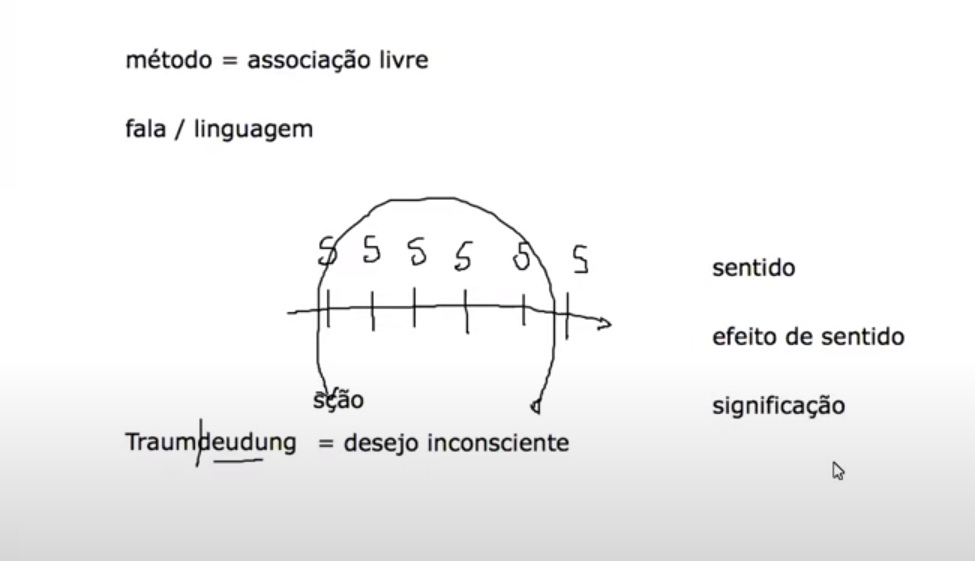 método = associação livre
fala / linguagem
S S S S S S
sentido
efeito de sentido
sção
significação
Traumdeudung = desejo inconsciente